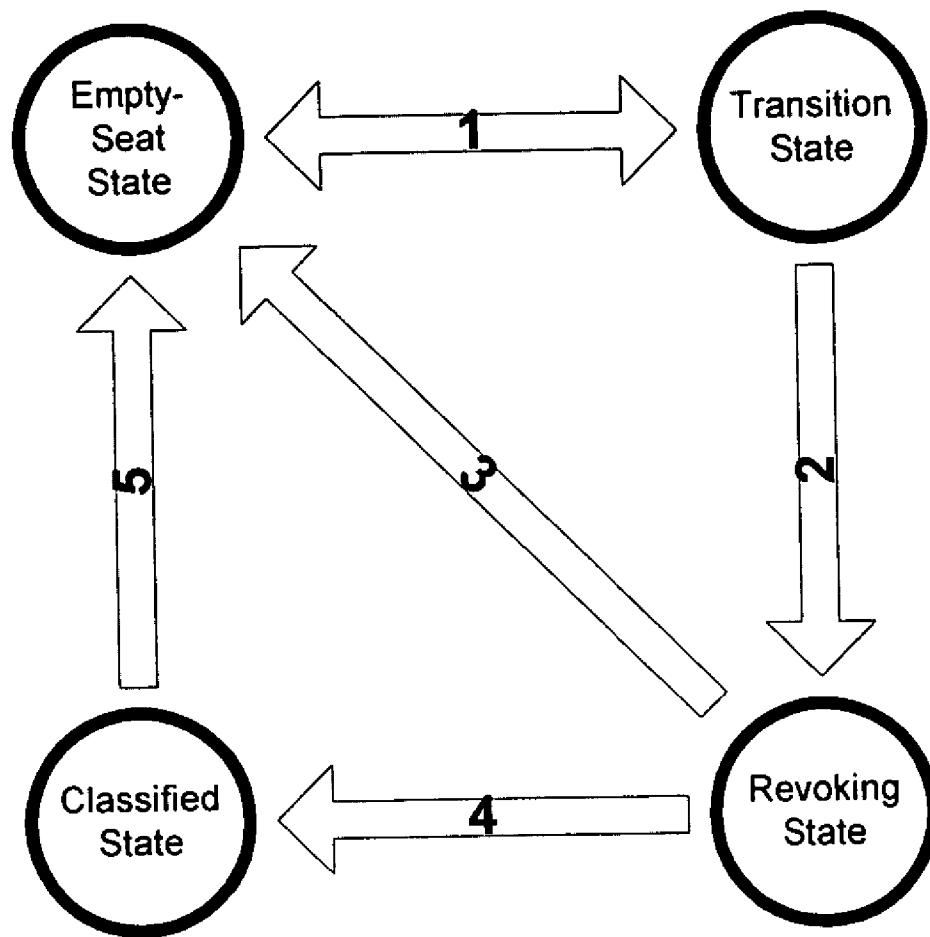 Empty-
Seat
State
1
Transition
State
2
3
5
Classified
State
4
Revoking
State